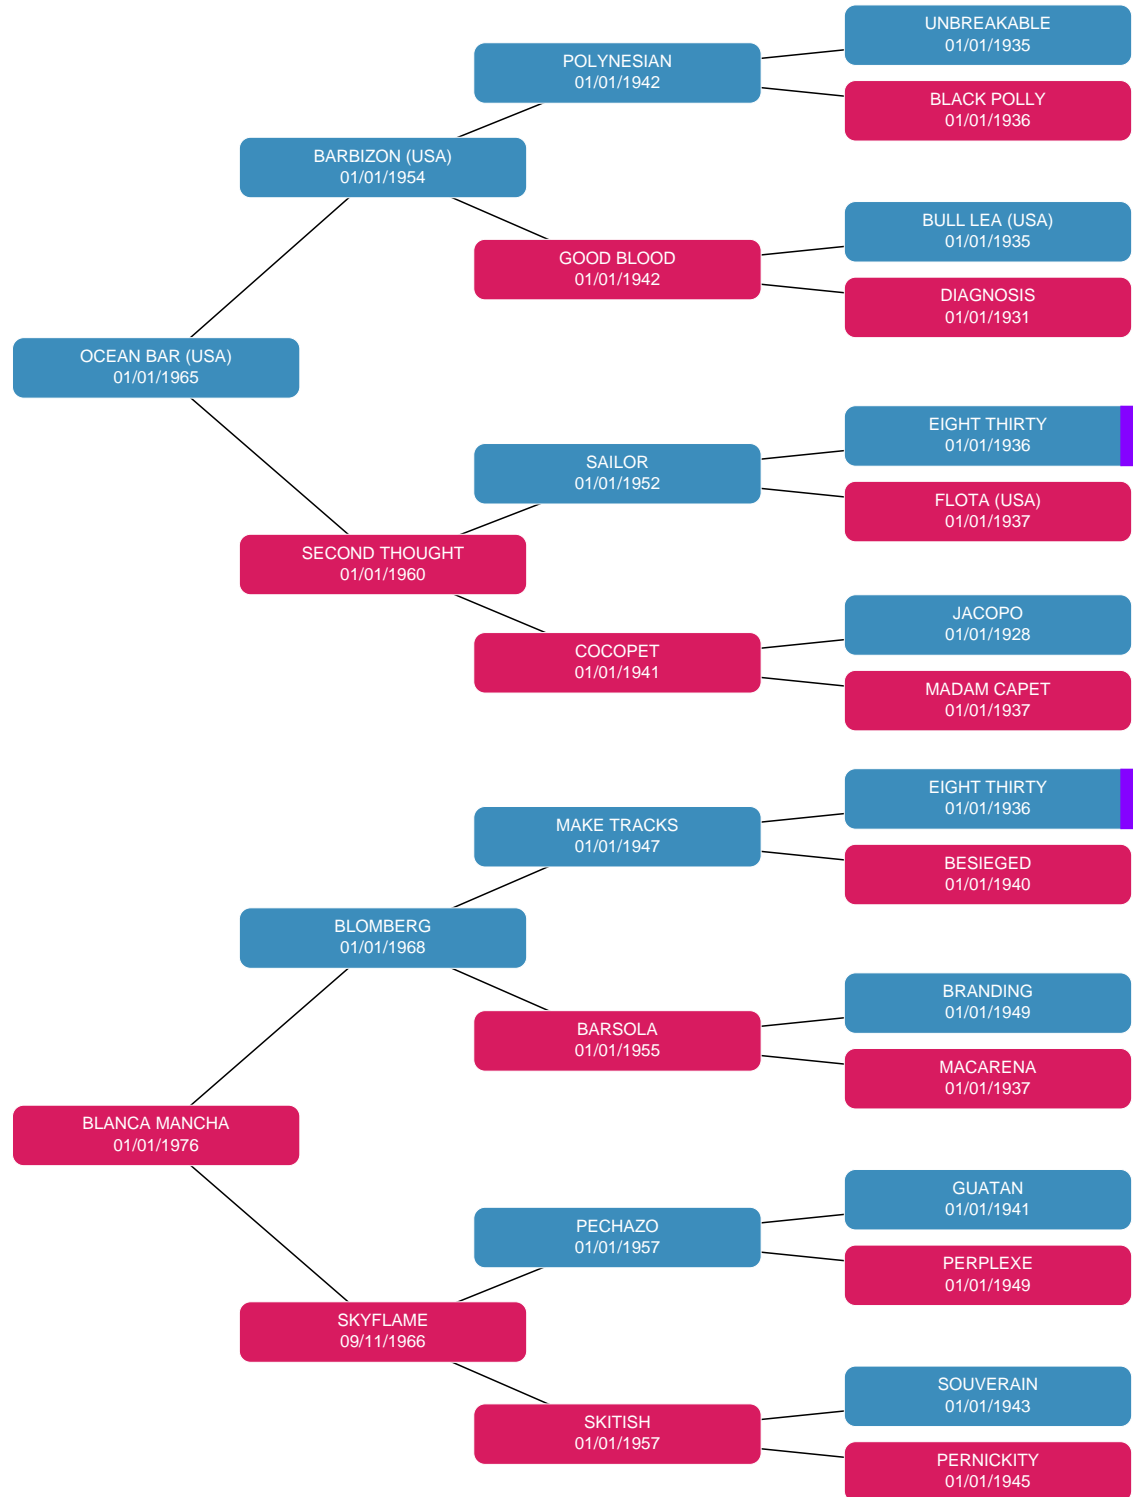 UNBREAKABLE
01/01/1935
POLYNESIAN
01/01/1942
BLACK POLLY
01/01/1936
BARBIZON (USA)
01/01/1954
BULL LEA (USA)
01/01/1935
GOOD BLOOD
01/01/1942
DIAGNOSIS
01/01/1931
OCEAN BAR (USA)
01/01/1965
EIGHT THIRTY
01/01/1936
SAILOR
01/01/1952
FLOTA (USA)
01/01/1937
SECOND THOUGHT
01/01/1960
JACOPO
01/01/1928
COCOPET
01/01/1941
MADAM CAPET
01/01/1937
EIGHT THIRTY
01/01/1936
MAKE TRACKS
01/01/1947
BESIEGED
01/01/1940
BLOMBERG
01/01/1968
BRANDING
01/01/1949
BARSOLA
01/01/1955
MACARENA
01/01/1937
BLANCA MANCHA
01/01/1976
GUATAN
01/01/1941
PECHAZO
01/01/1957
PERPLEXE
01/01/1949
SKYFLAME
09/11/1966
SOUVERAIN
01/01/1943
SKITISH
01/01/1957
PERNICKITY
01/01/1945